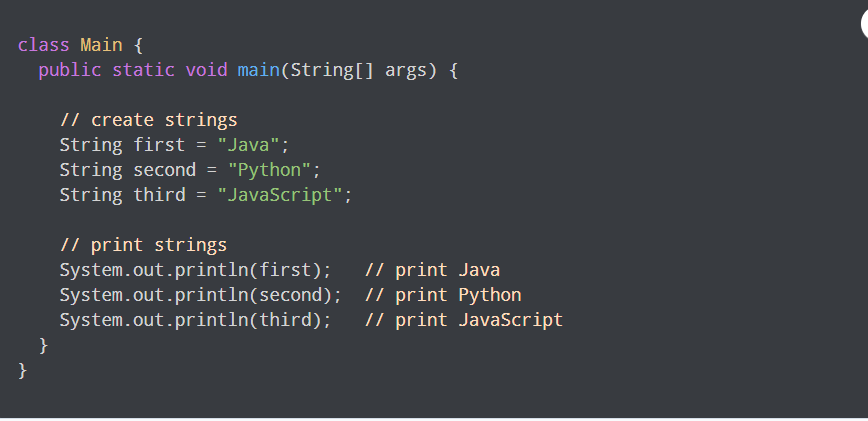 class Main {
  public static void main(String[] args) {
    // create strings
    String first = "Java";
    String second = "Python";
    String third = "JavaScript";
    // print strings
    System.out.println(first);   // print Java
    System.out.println(second);  // print Python
    System.out.println(third);   // print JavaScript
  }
}